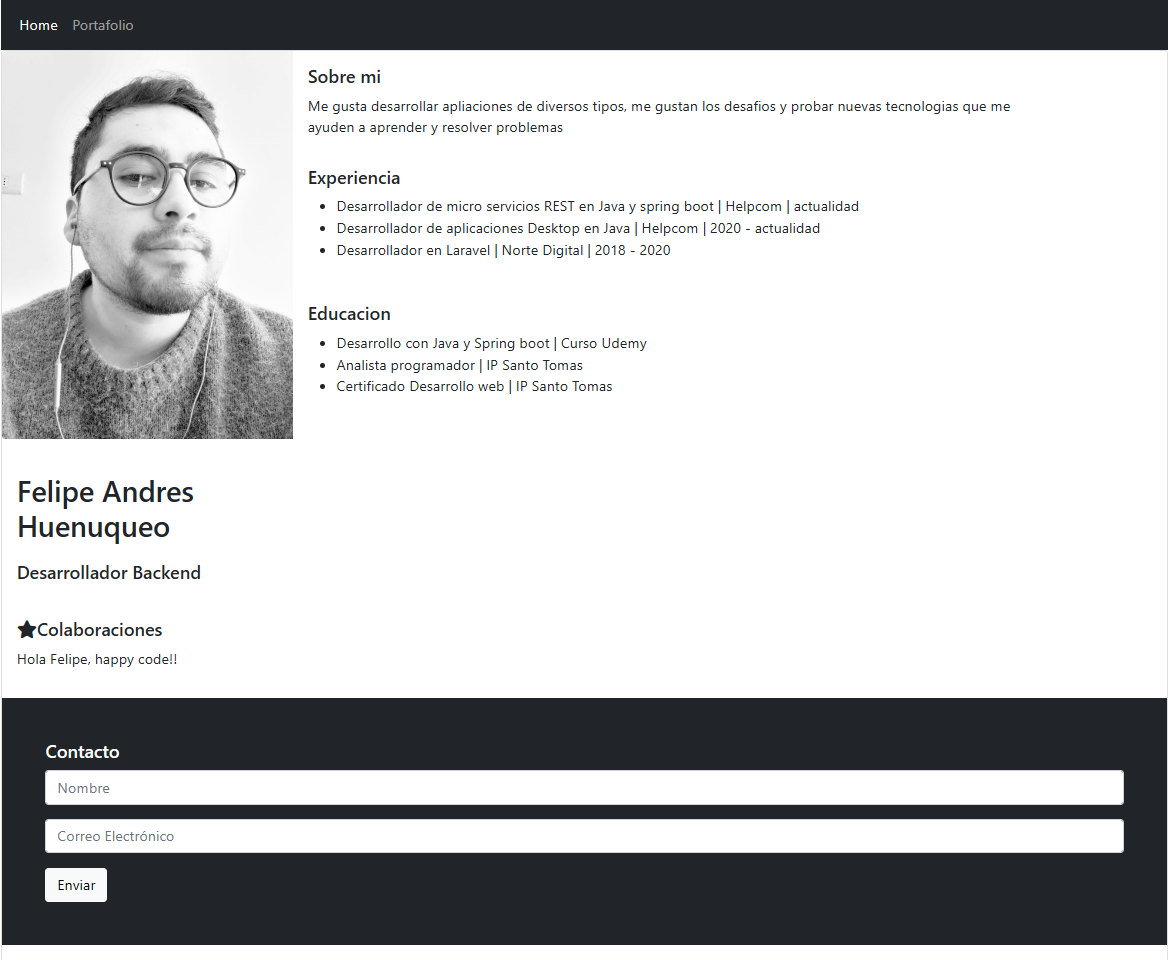 Home Portafolio
Sobre mi
Me gusta desarrollar apliaciones de diversos tipos, me gustan los desafios y probar nuevas tecnologias que me
ayuden a aprender y resolver problemas
Experiencia
Desarrollador de micro servicios REST en Java y spring boot | Helpcom | actualidad
Desarrollador de aplicaciones Desktop en Java | Helpcom | 2020 - actualidad
Desarrollador en Laravel | Norte Digital | 2018 - 2020
Educacion
Desarrollo con Java y Spring boot | Curso Udemy
Analista programador | IP Santo Tomas
Certificado Desarrollo web | IP Santo Tomas
Felipe Andres
Huenuqueo
Desarrollador Backend
Colaboraciones
Hola Felipe, happy code!!
Contacto
Nombre
Correo Electrónico
Enviar